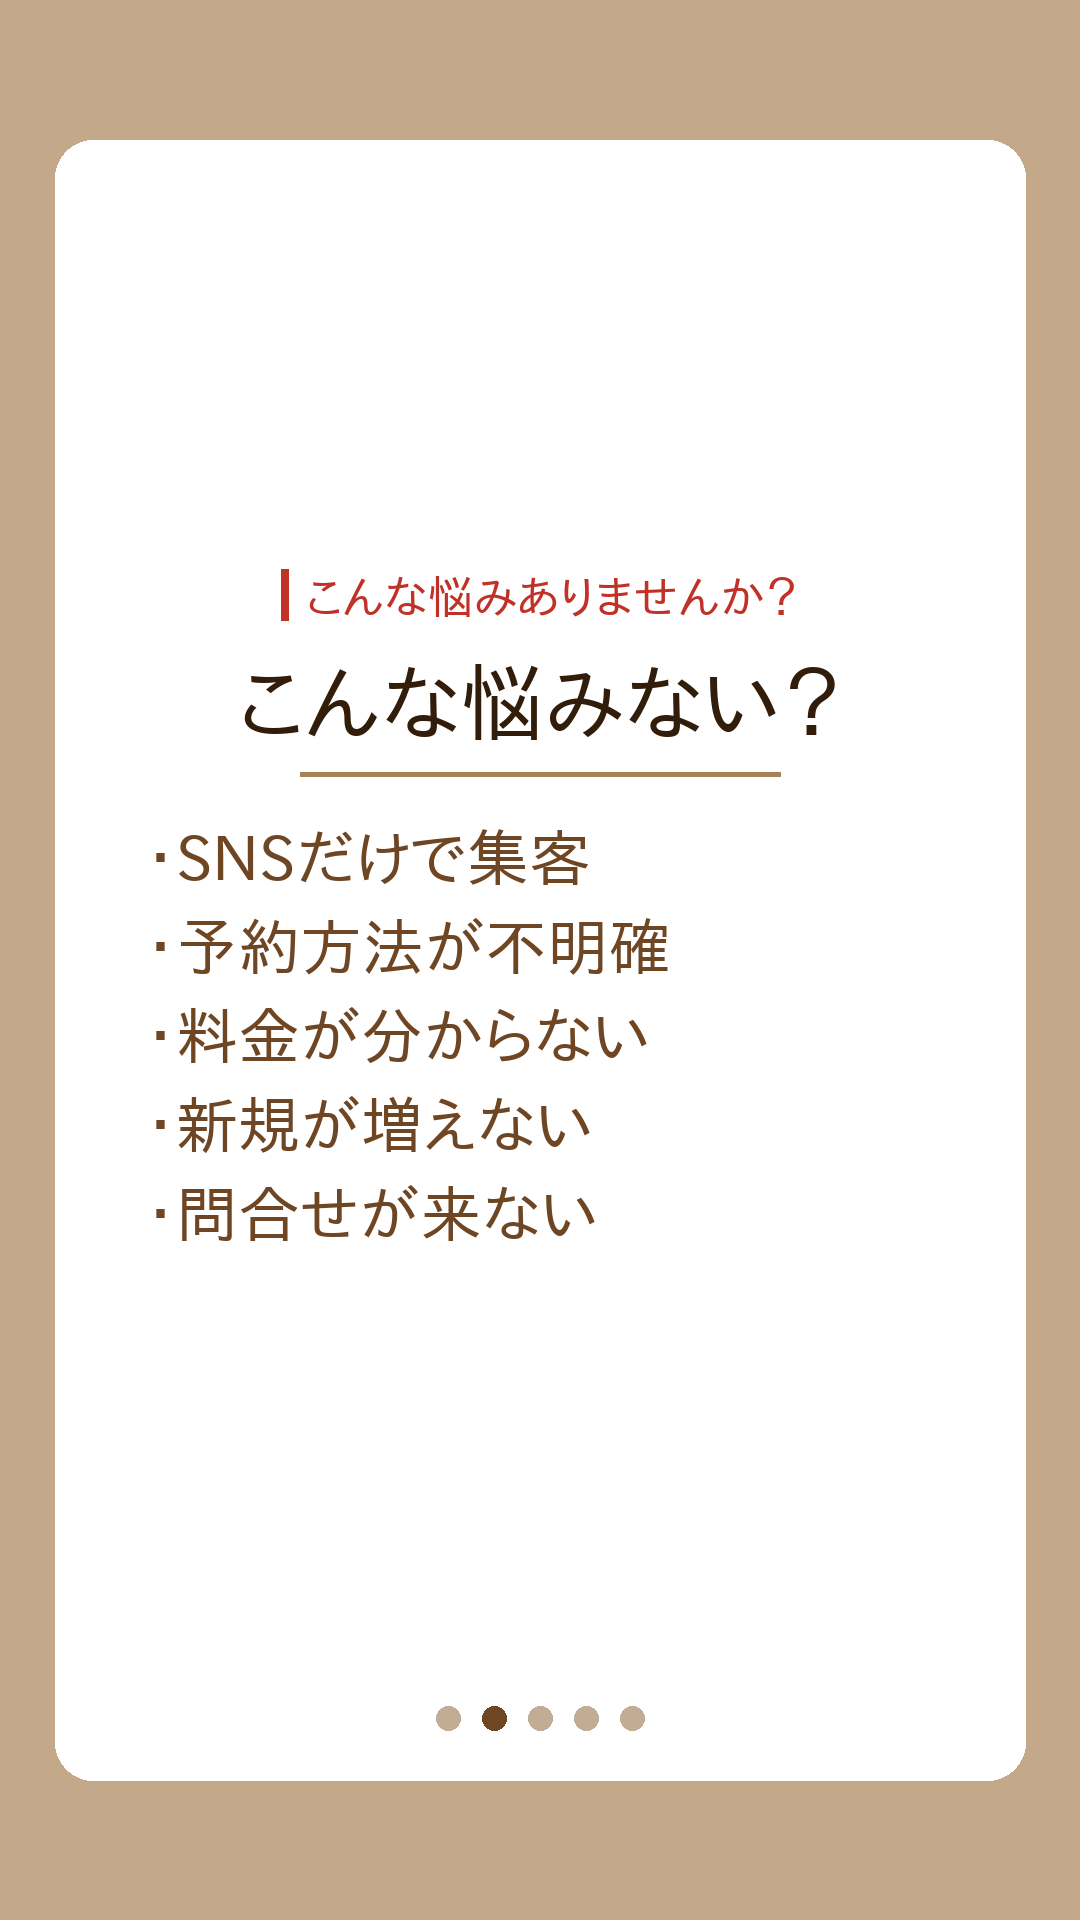 こんな悩みありませんか？
こんな悩みない？
・SNSだけで集客
・予約方法が不明確
・料金が分からない
・新規が増えない
・問合せが来ない